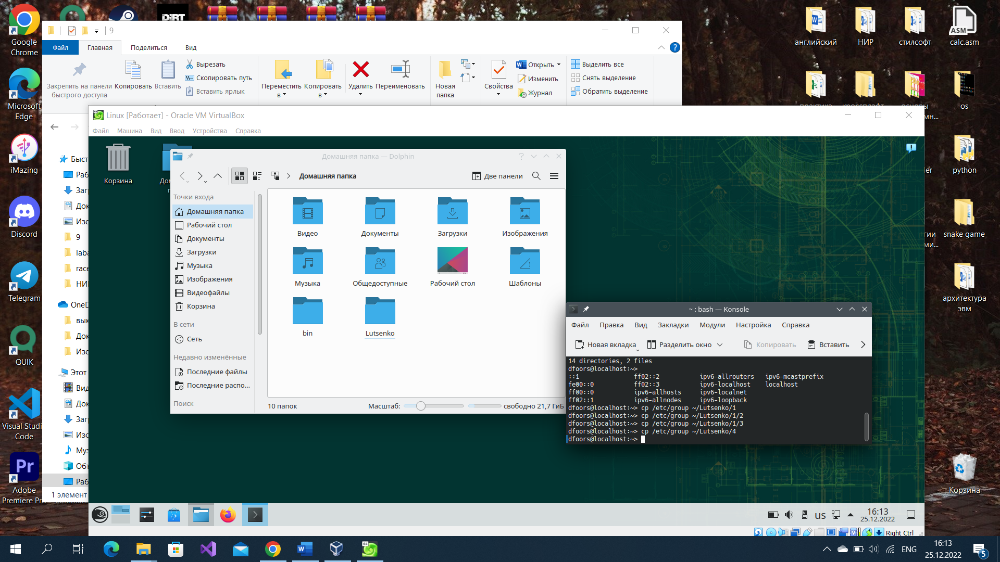 Google Chrome
Microsoft Edge
iMazing
Discord
Telegram
QUIK
Visual Studi Code
Adobe Premiere Pr...
DiRT
9
Файл
Главная
Поделиться
Вид
Закрепить на панели быстрого доступа
Копировать
Вставить
Вырезать
Скопировать путь
Вставить ярлык
Переместить в
Копировать в
Удалить
Переименовать
Новая папка
Свойства
Открыть
Изменить
Журнал
Выделить все
Снять выделение
Обратить выделение
Быст
Раб
Заг
Док
Изо
9
laba
race
НИ
OneD
вык
Док
Изо
Этот
Вид
Док
Заг
Изо
Муз
Объ
Раб
1 элемент
Linux [Работает] - Oracle VM VirtualBox
Файл
Машина
Вид
Ввод
Устройства
Справка
Корзина
Домашняя папка — Dolphin
Домашняя папка
Две панели
Точки входа
Домашняя папка
Рабочий стол
Документы
Загрузки
Музыка
Изображения
Видеофайлы
Корзина
В сети
Сеть
Недавно изменённые
Последние файлы
Последние распо...
Поиск
Видео
Документы
Загрузки
Изображения
Музыка
Общедоступные
Рабочий стол
Шаблоны
bin
Lutsenko
10 папок
Масштаб:
свободно 21,7 ГиБ
~ : bash — Konsole
Файл
Правка
Вид
Закладки
Модули
Настройка
Справка
Новая вкладка
Разделить окно
Копировать
Вставить
14 directories, 2 files
dfoors@localhost:~>
::1 ff02::2 ipv6-allrouters ipv6-mcastprefix
fe00::0 ff02::3 ipv6-localhost localhost
ff00::0 ipv6-allhosts ipv6-localnet
ff02::1 ipv6-allnodes ipv6-loopback
dfoors@localhost:~> cp /etc/group ~/Lutsenko/1
dfoors@localhost:~> cp /etc/group ~/Lutsenko/1/2
dfoors@localhost:~> cp /etc/group ~/Lutsenko/1/3
dfoors@localhost:~> cp /etc/group ~/Lutsenko/4
dfoors@localhost:~>
us
16:13
25.12.2022
Right Ctrl
английский
НИР
стилсофт
calc.asm
ASM
os
python
snake game
архитектура эвм
Корзина
ENG
16:13
25.12.2022
5